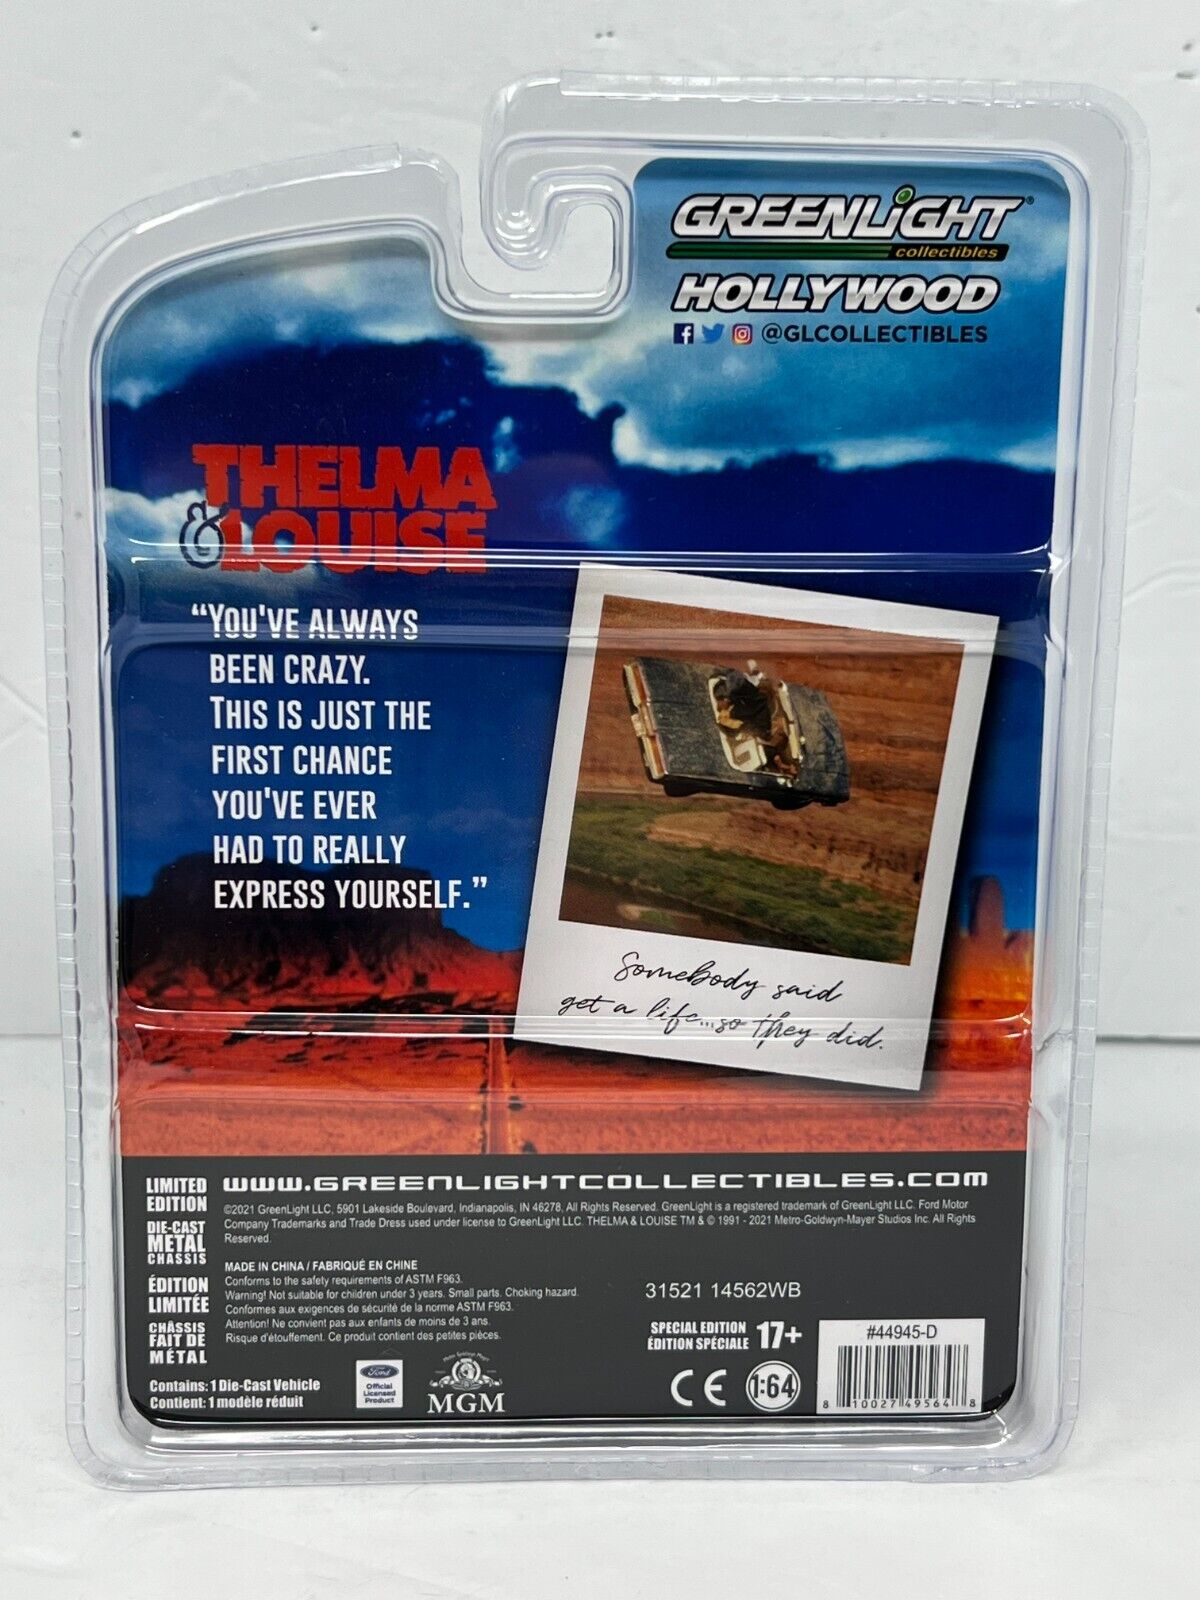 GREENLiGHT®
collectibles
HOLLYWOOD
@GLCOLLECTIBLES
THELMA
& LOUISE
“YOU'VE ALWAYS
BEEN CRAZY.
THIS IS JUST THE
FIRST CHANCE
YOU'VE EVER
HAD TO REALLY
EXPRESS YOURSELF.”
Somebody said
get a life...so they did.
LIMITED
EDITION
DIE-CAST
METAL
CHASSIS
ÉDITION
LIMITÉE
CHÂSSIS
FAIT DE
MÉTAL
Contains: 1 Die-Cast Vehicle
Contient: 1 modèle réduit
WWW.GREENLIGHTCOLLECTIBLES.COM
©2021 GreenLight LLC, 5901 Lakeside Boulevard, Indianapolis, IN 46278, All Rights Reserved. GreenLight is a registered trademark of GreenLight LLC. Ford Motor
Company Trademarks and Trade Dress used under license to GreenLight LLC. THELMA & LOUISE TM & © 1991 - 2021 Metro-Goldwyn-Mayer Studios Inc. All Rights
Reserved.
MADE IN CHINA / FABRIQUÉ EN CHINE
Conforms to the safety requirements of ASTM F963.
Warning! Not suitable for children under 3 years. Small parts. Choking hazard.
Conformes aux exigences de sécurité de la norme ASTM F963.
Attention! Ne convient pas aux enfants de moins de 3 ans.
Risque d'étouffement. Ce produit contient des petites pièces.
Ford
Official
Licensed
Product
MGM
31521 14562WB
SPECIAL EDITION
ÉDITION SPÉCIALE
17+
CE
1:64
#44945-D
8 10027 49564 8